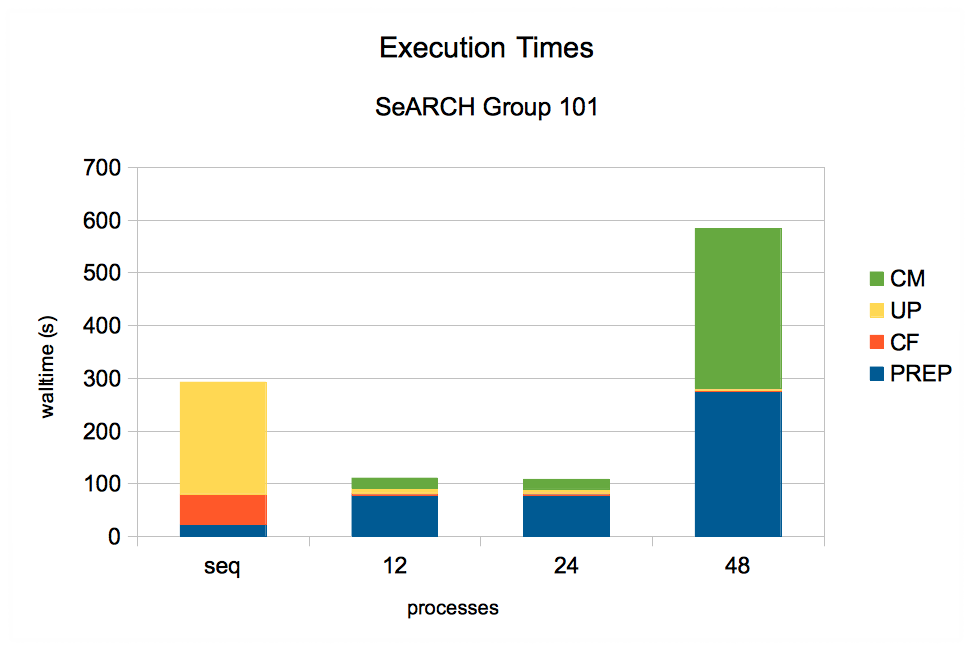 Execution Times
SeARCH Group 101
700
600
500
400
300
200
100
0
walltime (s)
seq 12 24 48
processes
CM
UP
CF
PREP